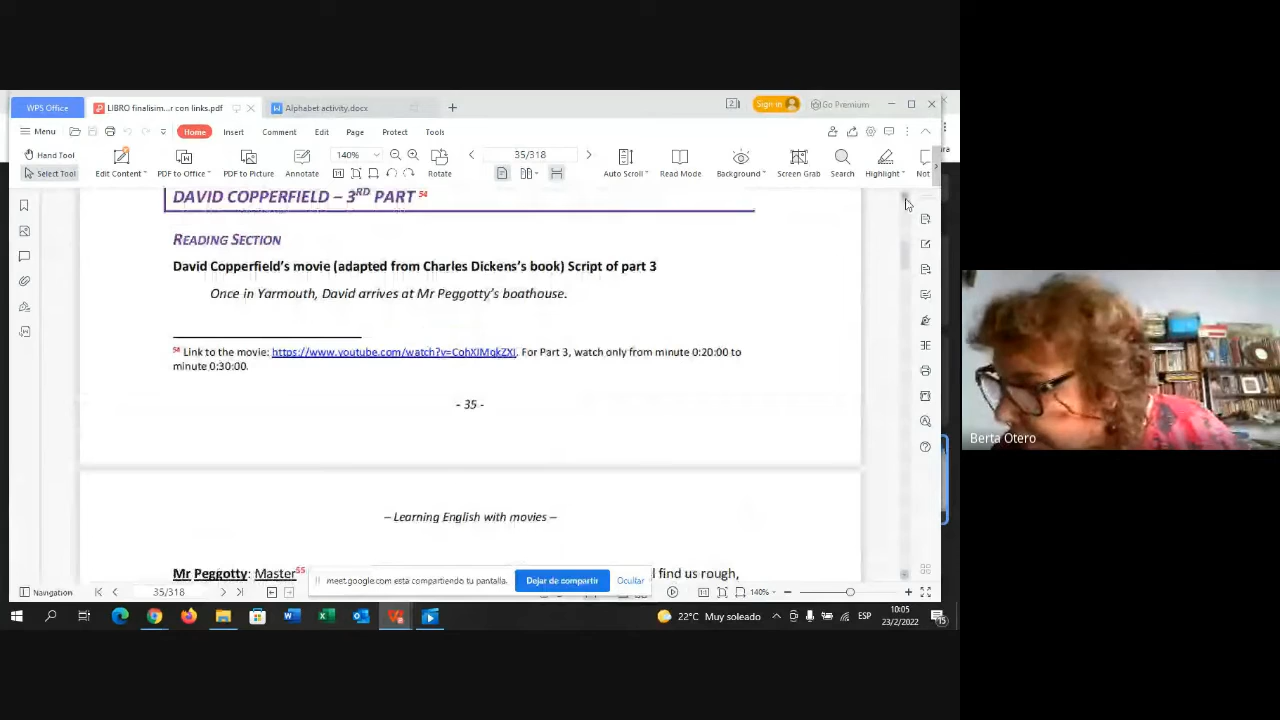 WPS Office
LIBRO finalisim...r con links.pdf
Alphabet activity.docx
Sign in
Go Premium
Menu
Home
Insert
Comment
Edit
Page
Protect
Tools
Hand Tool
Select Tool
Edit Content
PDF to Office
PDF to Picture
Annotate
140%
Rotate
35/318
Auto Scroll
Read Mode
Background
Screen Grab
Search
Highlight
Not
DAVID COPPERFIELD – 3RD PART 54
READING SECTION
David Copperfield's movie (adapted from Charles Dickens's book) Script of part 3
Once in Yarmouth, David arrives at Mr Peggotty's boathouse.
54 Link to the movie: https://www.youtube.com/watch?v=CohXIMqkZXI. For Part 3, watch only from minute 0:20:00 to
minute 0:30:00.
- 35 -
– Learning English with movies –
Mr Peggotty: Master55
l find us rough,
meet.google.com está compartiendo tu pantalla.
Dejar de compartir
Ocultar
Navigation
35/318
140%
22°C Muy soleado
ESP
10:05
23/2/2022
15
Berta Otero